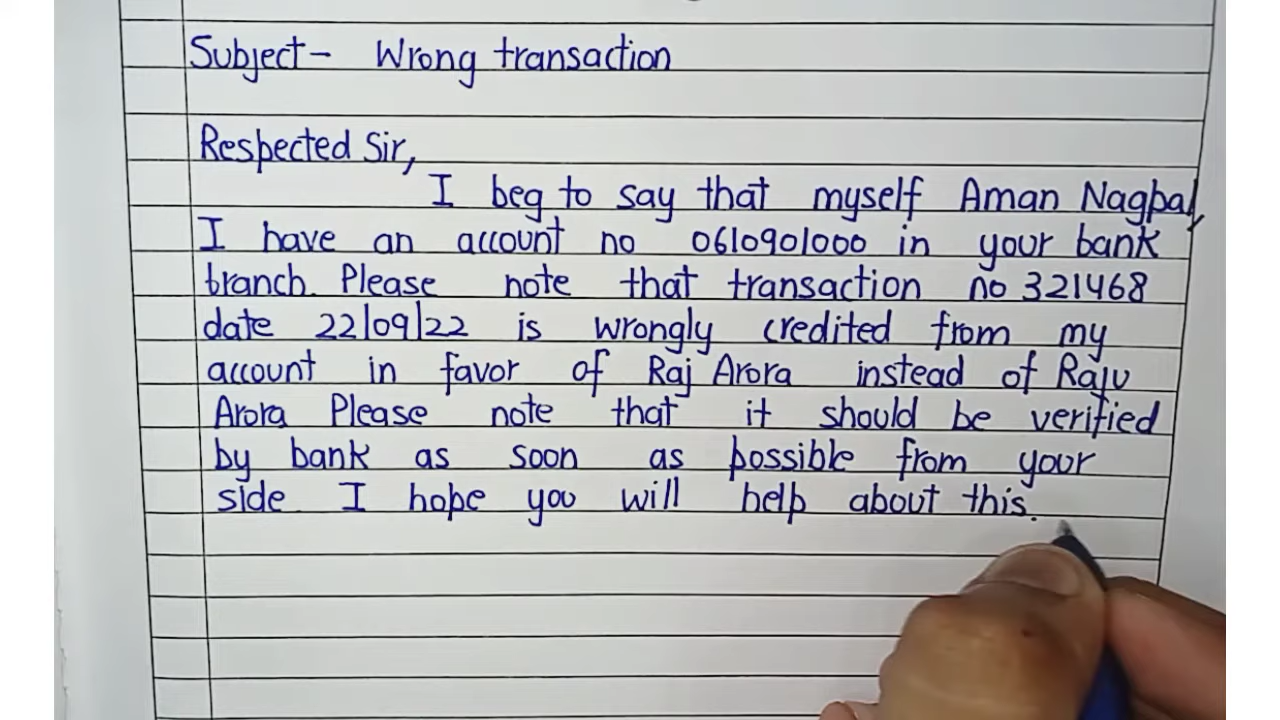 Subject- Wrong transaction
Respected Sir,
I beg to say that myself Aman Nagpal,
I have an account no 0610901000 in your bank
branch. Please note that transaction no 321468
date 22/09/22 is wrongly credited from my
account in favor of Raj Arora instead of Raju
Arora Please note that it should be verified
by bank as soon as possible from your
side I hope you will help about this.